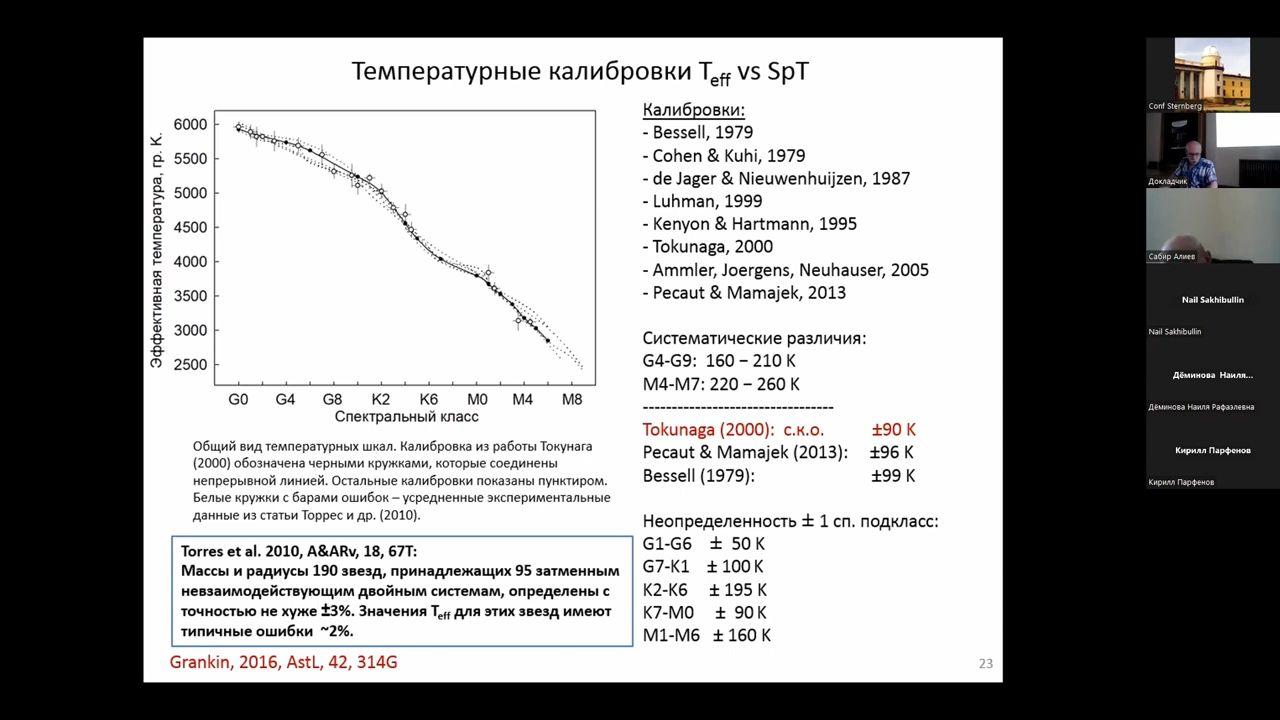 Температурные калибровки Teff vs SpT
Эффективная температура, гр. К.
6000
5500
5000
4500
4000
3500
3000
2500
G0 G4 G8 K2 K6 M0 M4 M8
Спектральный класс
Общий вид температурных шкал. Калибровка из работы Токунага
(2000) обозначена черными кружками, которые соединены
непрерывной линией. Остальные калибровки показаны пунктиром.
Белые кружки с барами ошибок – усредненные экспериментальные
данные из статьи Торрес и др. (2010).
Torres et al. 2010, A&ARv, 18, 67T:
Массы и радиусы 190 звезд, принадлежащих 95 затменным
невзаимодействующим двойным системам, определены с
точностью не хуже ±3%. Значения Teff для этих звезд имеют
типичные ошибки ~2%.
Grankin, 2016, AstL, 42, 314G
Калибровки:
- Bessell, 1979
- Cohen & Kuhi, 1979
- de Jager & Nieuwenhuijzen, 1987
- Luhman, 1999
- Kenyon & Hartmann, 1995
- Tokunaga, 2000
- Ammler, Joergens, Neuhauser, 2005
- Pecaut & Mamajek, 2013
Систематические различия:
G4-G9: 160 – 210 K
M4-M7: 220 – 260 K
---------------------------------
Tokunaga (2000): с.к.о. ±90 K
Pecaut & Mamajek (2013): ±96 K
Bessell (1979): ±99 K
Неопределенность ± 1 сп. подкласс:
G1-G6 ± 50 K
G7-K1 ± 100 K
K2-K6 ± 195 K
K7-M0 ± 90 K
M1-M6 ± 160 K
23
Conf Sternberg
Докладчик
Сабир Алиев
Nail Sakhibullin
Nail Sakhibullin
Дёминова Наиля...
Дёминова Наиля Рафаэлевна
Кирилл Парфенов
Кирилл Парфенов